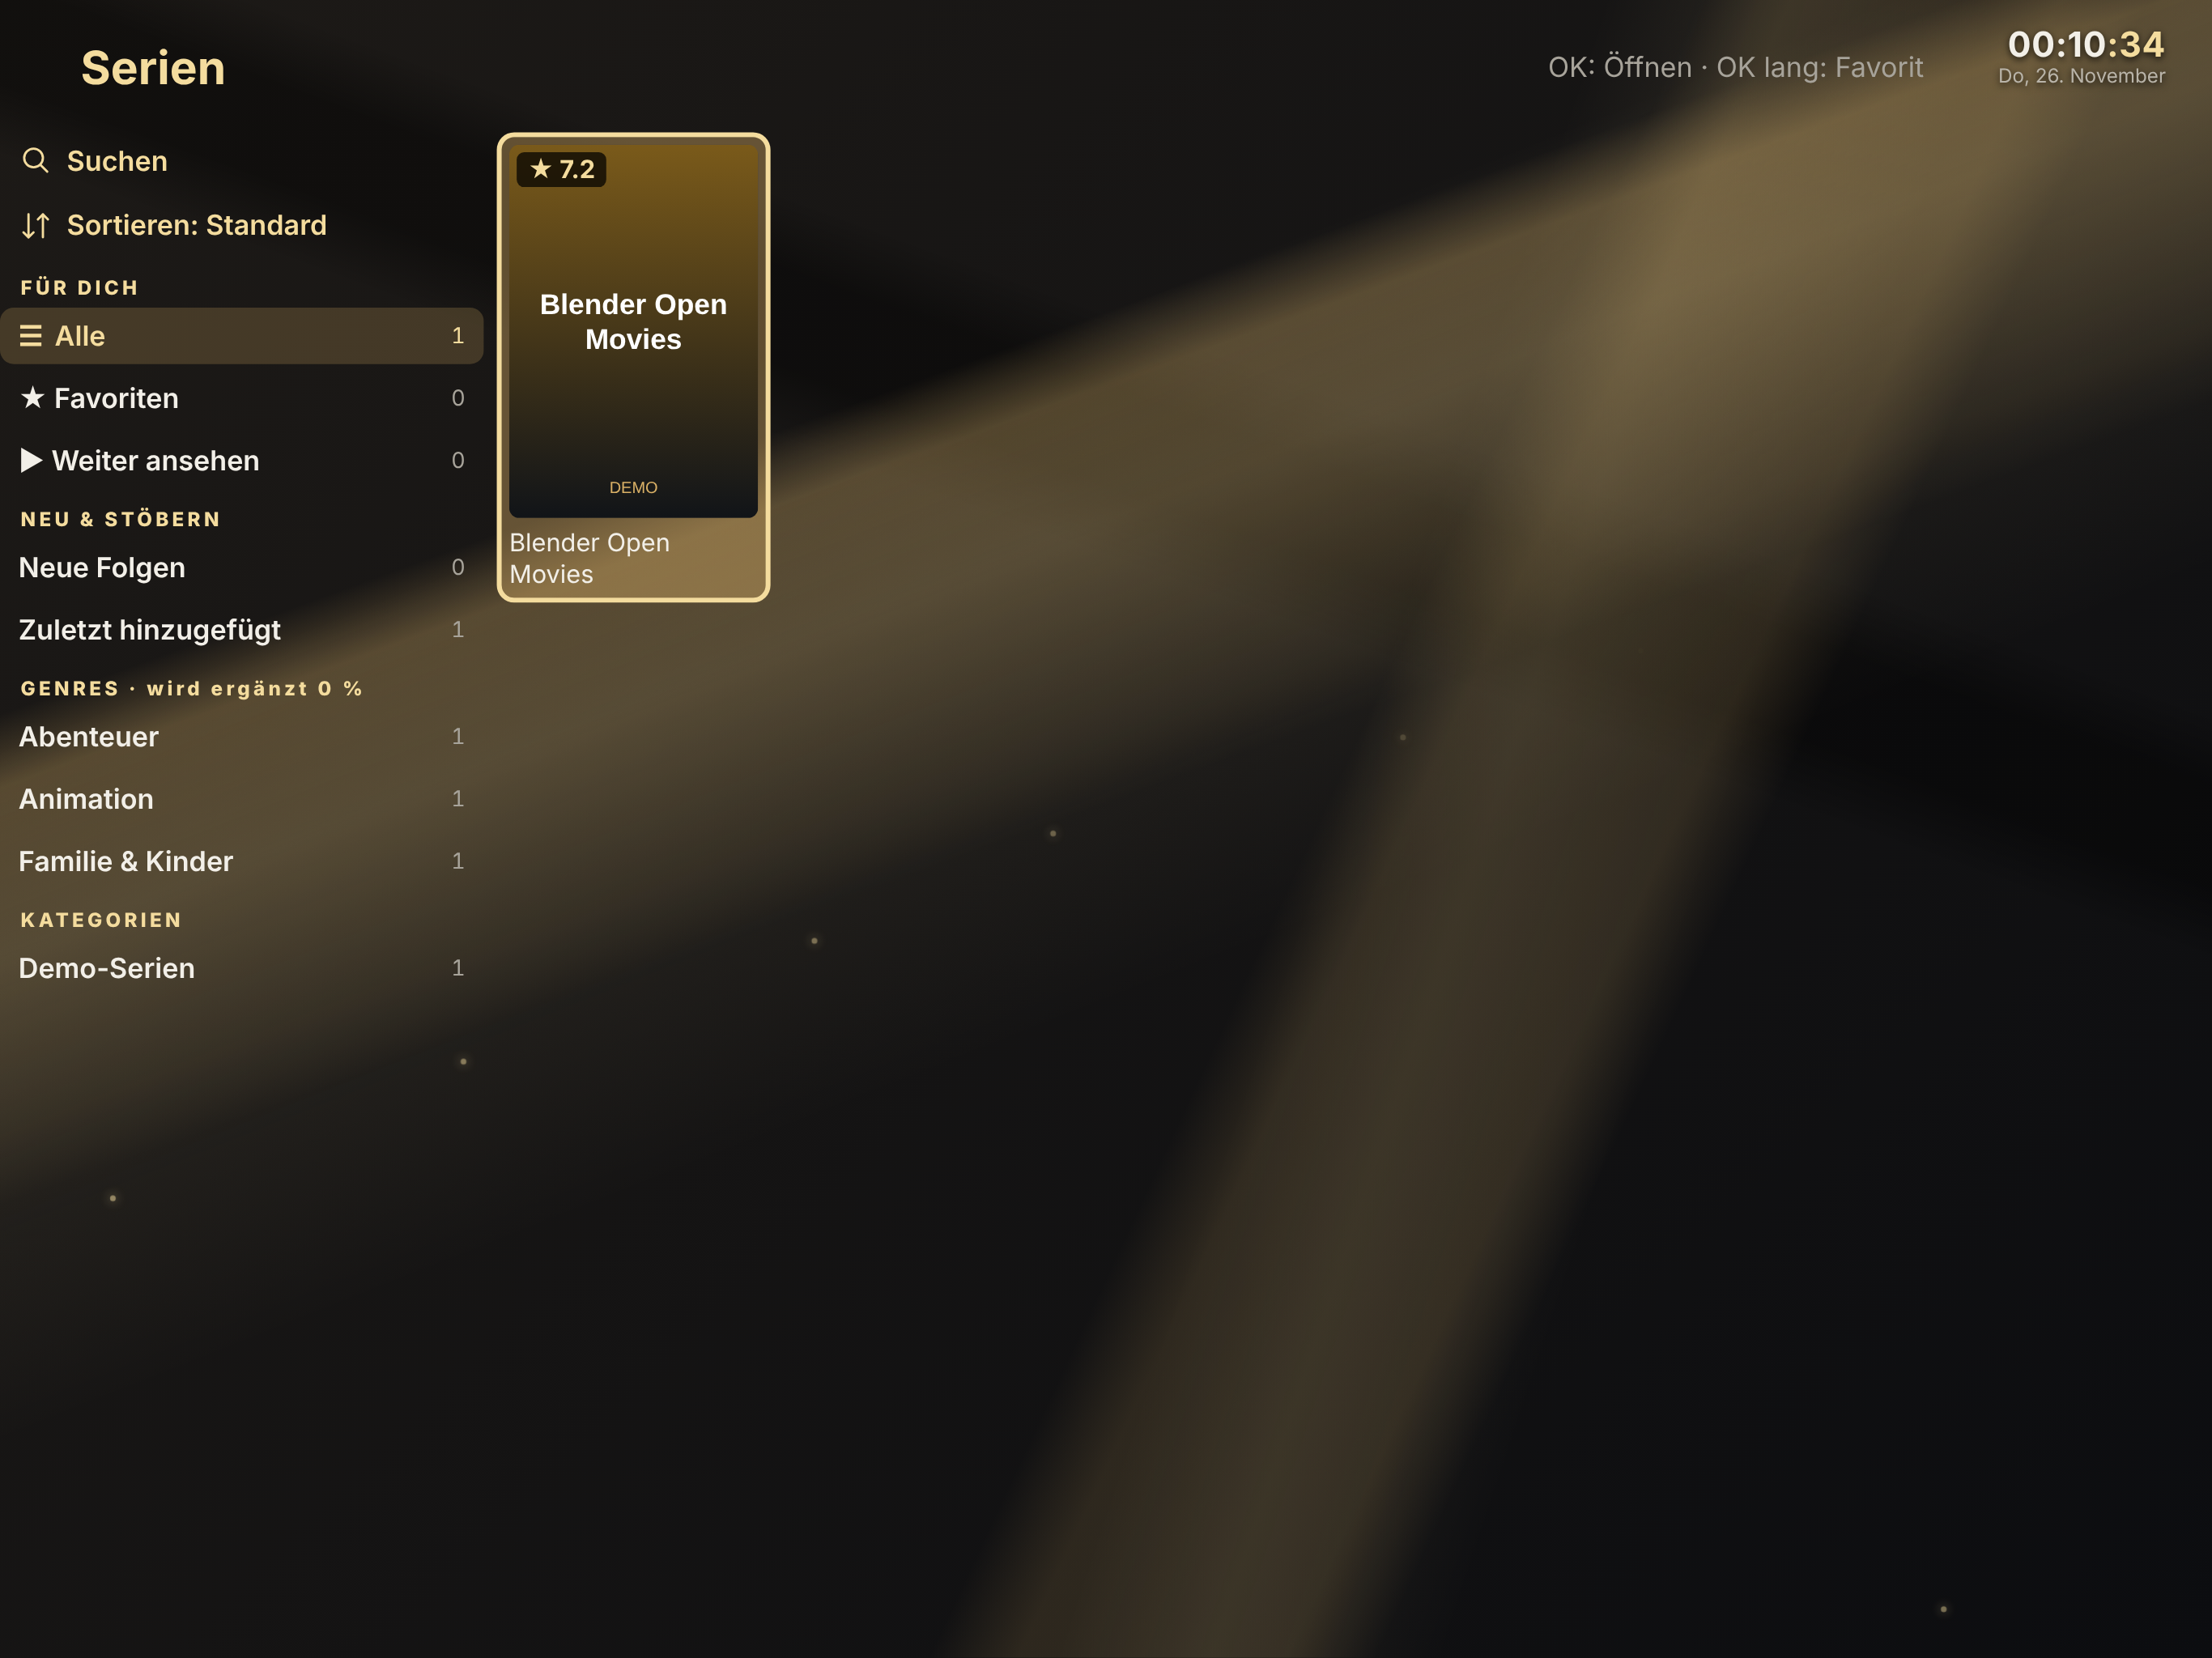 Serien
OK: Öffnen · OK lang: Favorit
00:10:34
Do, 26. November
Suchen
Sortieren: Standard
FÜR DICH
☰ Alle 1
★ Favoriten 0
▶ Weiter ansehen 0
NEU & STÖBERN
Neue Folgen 0
Zuletzt hinzugefügt 1
GENRES · wird ergänzt 0 %
Abenteuer 1
Animation 1
Familie & Kinder 1
KATEGORIEN
Demo-Serien 1
★ 7.2
Blender Open
Movies
DEMO
Blender Open
Movies